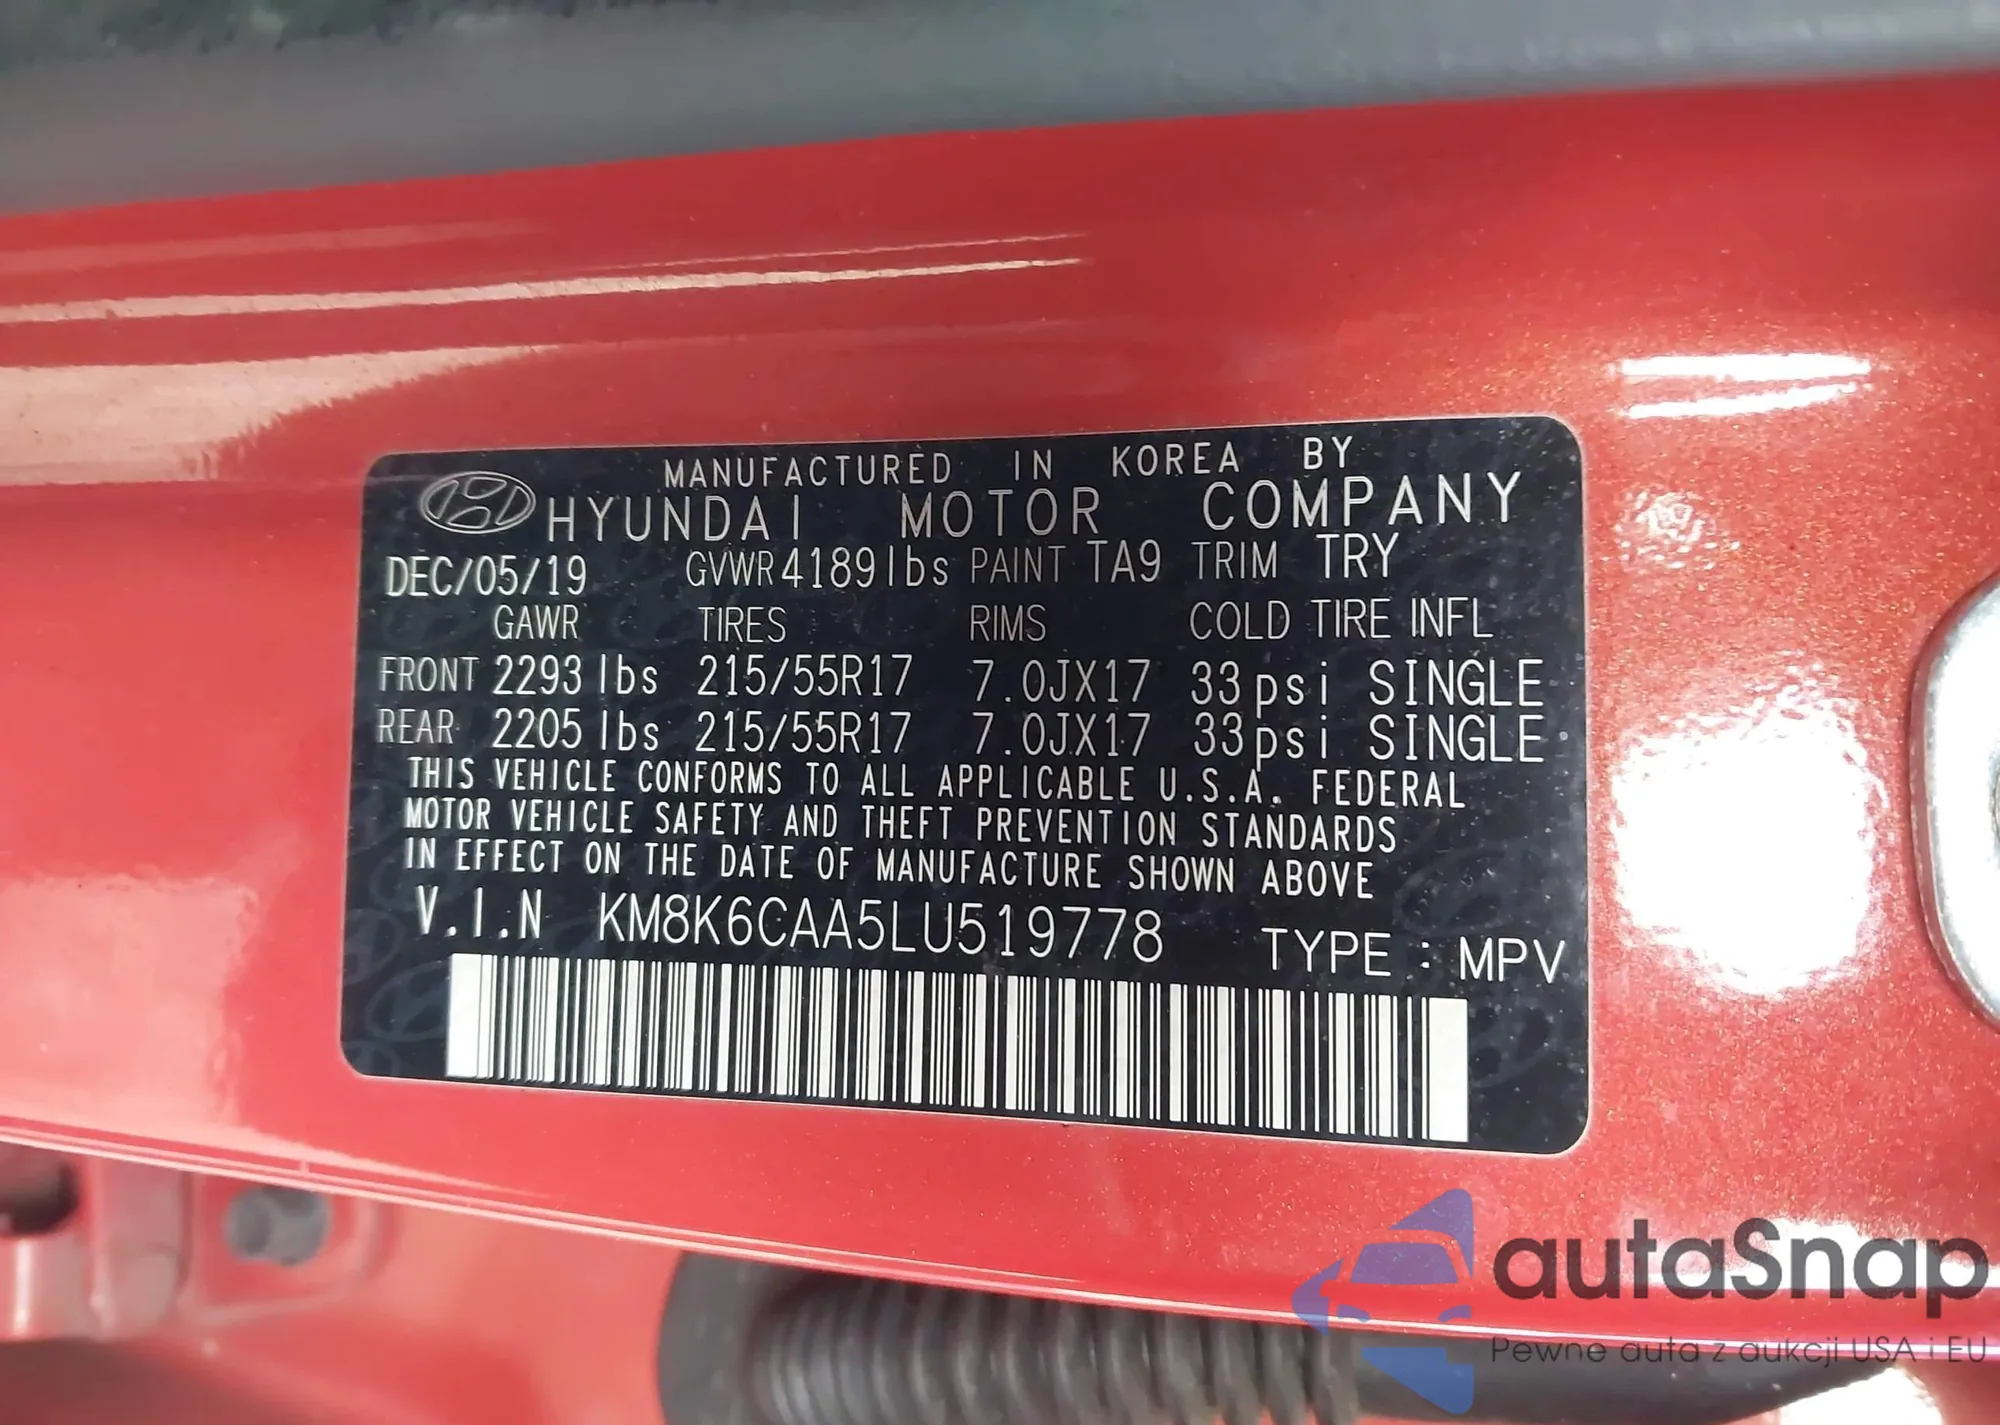 MANUFACTURED IN KOREA BY
HYUNDAI MOTOR COMPANY
DEC/05/19 GVWR 4189lbs PAINT TA9 TRIM TRY
GAWR TIRES RIMS COLD TIRE INFL
FRONT 2293 lbs 215/55R17 7.0JX17 33psi SINGLE
REAR 2205 lbs 215/55R17 7.0JX17 33psi SINGLE
THIS VEHICLE CONFORMS TO ALL APPLICABLE U.S.A. FEDERAL
MOTOR VEHICLE SAFETY AND THEFT PREVENTION STANDARDS
IN EFFECT ON THE DATE OF MANUFACTURE SHOWN ABOVE
V.I.N KM8K6CAA5LU519778 TYPE : MPV
autaSnap
Pewne auta z aukcji USA i EU